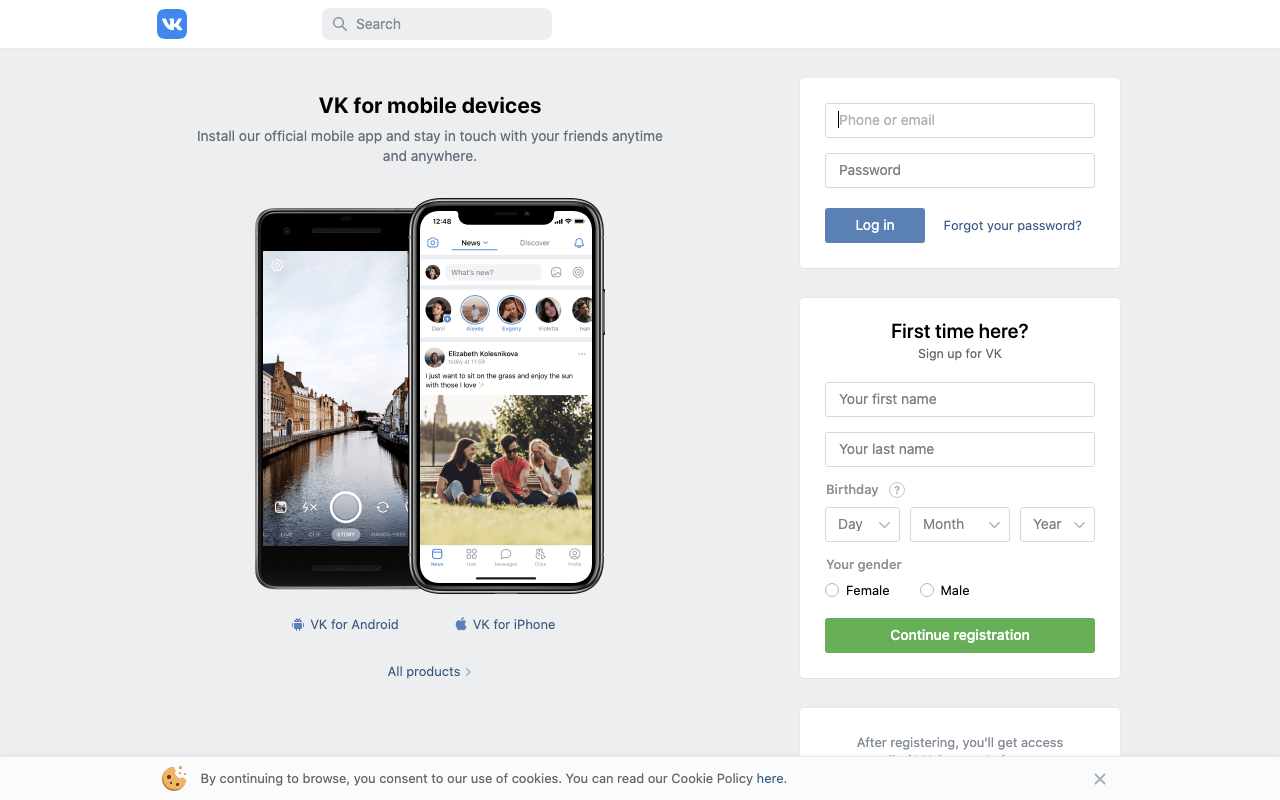 VK
Search
VK for mobile devices
Install our official mobile app and stay in touch with your friends anytime
and anywhere.
12:48
News
Discover
What's new?
Danil
Alexey
Evgeny
Violetta
Ivan
Elizabeth Kolesnikova
today at 11:59
I just want to sit on the grass and enjoy the sun
with those I love ✨
LIVE
CLIP
STORY
HANDS-FREE
News
Hub
Messages
Clips
Profile
VK for Android
VK for iPhone
All products
Phone or email
Password
Log in
Forgot your password?
First time here?
Sign up for VK
Your first name
Your last name
Birthday ?
Day
Month
Year
Your gender
Female
Male
Continue registration
After registering, you'll get access
By continuing to browse, you consent to our use of cookies. You can read our Cookie Policy here.